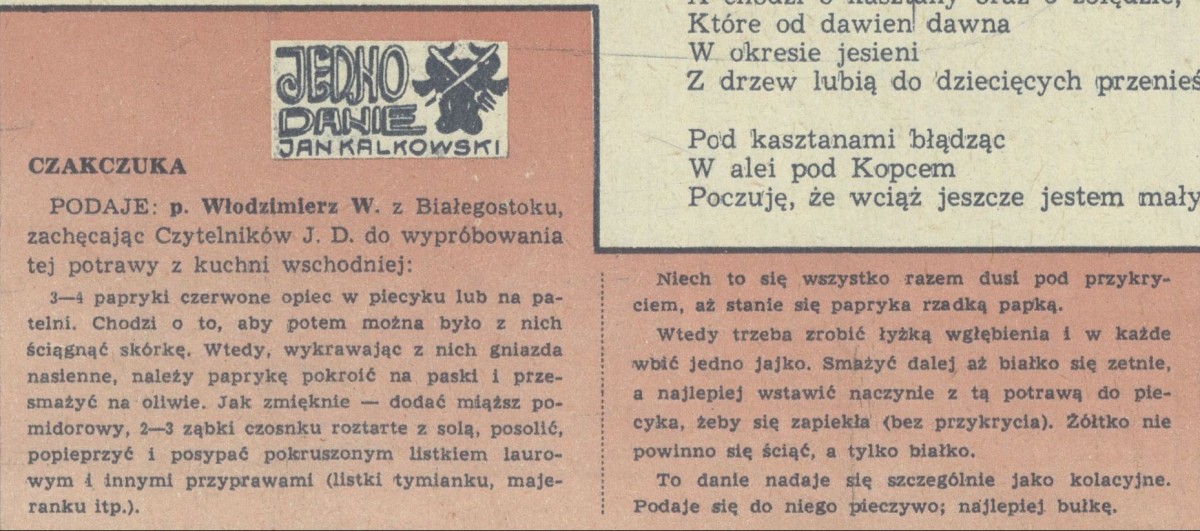 JEDNO
DANIE
JAN KALKOWSKI
CZAKCZUKA
PODAJE: p. Włodzimierz W. z Białegostoku,
zachęcając Czytelników J. D. do wypróbowania
tej potrawy z kuchni wschodniej:
3—4 papryki czerwone opiec w piecyku lub na pa-
telni. Chodzi o to, aby potem można było z nich
ściągnąć skórkę. Wtedy, wykrawając z nich gniazda
nasienne, należy paprykę pokroić na paski i prze-
smażyć na oliwie. Jak zmięknie — dodać miąższ po-
midorowy, 2—3 ząbki czosnku roztarte z solą, posolić,
popieprzyć i posypać pokruszonym listkiem lauro-
wym i innymi przyprawami (listki tymianku, maje-
ranku itp.).
Niech to się wszystko razem dusi pod przykry-
ciem, aż stanie się papryka rzadką papką.
Wtedy trzeba zrobić łyżką wgłębienia i w każde
wbić jedno jajko. Smażyć dalej aż białko się zetnie,
a najlepiej wstawić naczynie z tą potrawą do pie-
cyka, żeby się zapiekła (bez przykrycia). Żółtko nie
powinno się ściąć, a tylko białko.
To danie nadaje się szczególnie jako kolacyjne.
Podaje się do niego pieczywo; najlepiej bułkę.
A chodzi o kasztany oraz o żołędzie,
Które od dawien dawna
W okresie jesieni
Z drzew lubią do dziecięcych przenieś
Pod kasztanami błądząc
W alei pod Kopcem
Poczuję, że wciąż jeszcze jestem mały